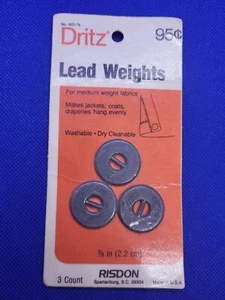 Dritz®
95¢
Lead Weights
For medium weight fabrics
Makes jackets, coats,
draperies hang evenly
Washable • Dry Cleanable
⅞ in (2.2 cm)
3 Count
RISDON
Spartanburg, S.C. 29304
Made in U.S.A.